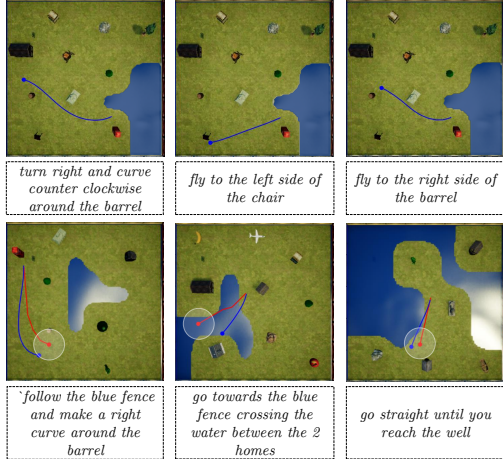 turn right and curve
counter clockwise
around the barrel
fly to the left side of
the chair
fly to the right side of
the barrel
`follow the blue fence
and make a right
curve around the
barrel
go towards the blue
fence crossing the
water between the 2
homes
go straight until you
reach the well